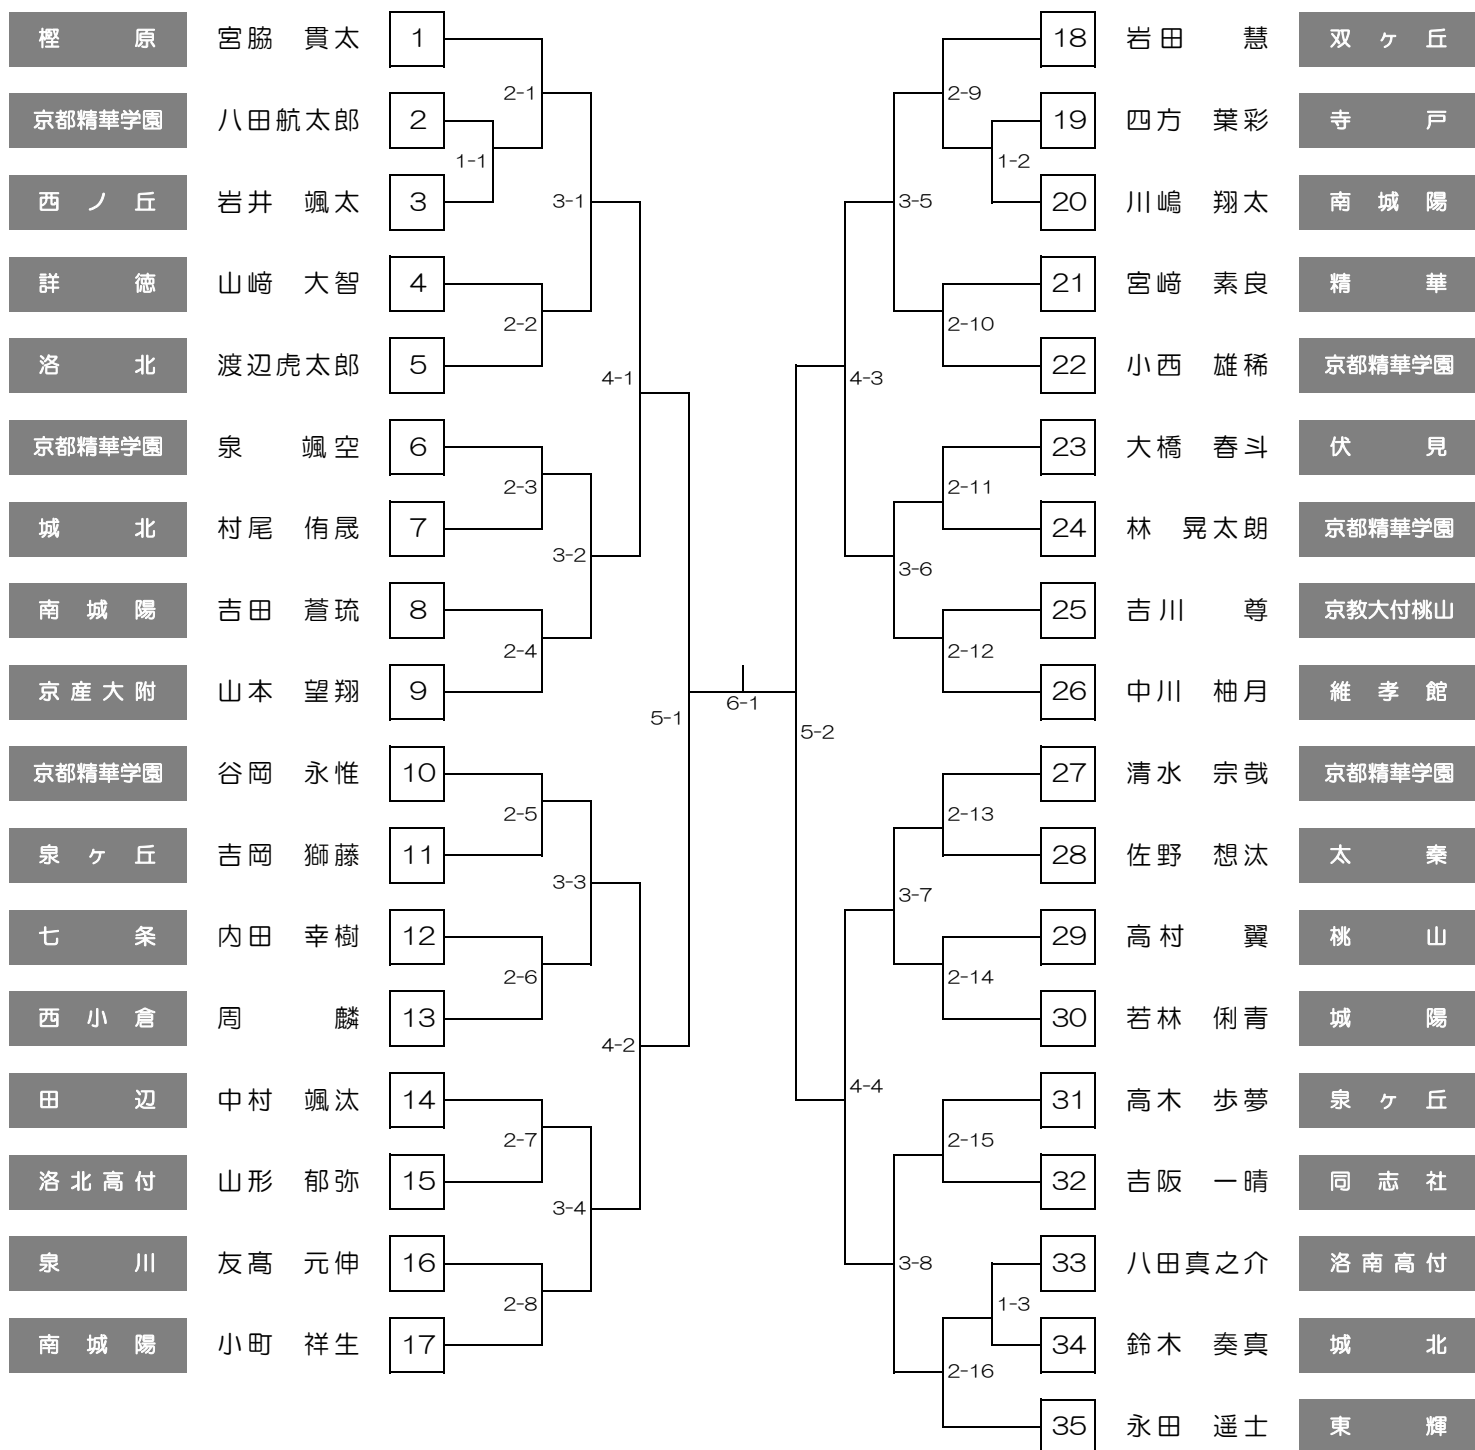 樫原 宮脇 貫太 1
2-1
京都精華学園 八田航太郎 2
1-1
西ノ丘 岩井 颯太 3
3-1
詳徳 山﨑 大智 4
2-2
洛北 渡辺虎太郎 5
4-1
京都精華学園 泉 颯空 6
2-3
城北 村尾 侑晟 7
3-2
南城陽 吉田 蒼琉 8
2-4
京産大附 山本 望翔 9
5-1
京都精華学園 谷岡 永惟 10
2-5
泉ヶ丘 吉岡 獅藤 11
3-3
七条 内田 幸樹 12
2-6
西小倉 周 麟 13
4-2
田辺 中村 颯汰 14
2-7
洛北高付 山形 郁弥 15
3-4
泉川 友髙 元伸 16
2-8
南城陽 小町 祥生 17
6-1
18 岩田 慧 双ヶ丘
2-9
19 四方 葉彩 寺戸
1-2
20 川嶋 翔太 南城陽
3-5
21 宮﨑 素良 精華
2-10
22 小西 雄稀 京都精華学園
4-3
23 大橋 春斗 伏見
2-11
24 林 晃太朗 京都精華学園
3-6
25 吉川 尊 京教大付桃山
2-12
26 中川 柚月 維孝館
5-2
27 清水 宗哉 京都精華学園
2-13
28 佐野 想汰 太秦
3-7
29 高村 翼 桃山
2-14
30 若林 俐青 城陽
4-4
31 高木 歩夢 泉ヶ丘
2-15
32 吉阪 一晴 同志社
3-8
33 八田真之介 洛南高付
1-3
34 鈴木 奏真 城北
2-16
35 永田 遥士 東輝